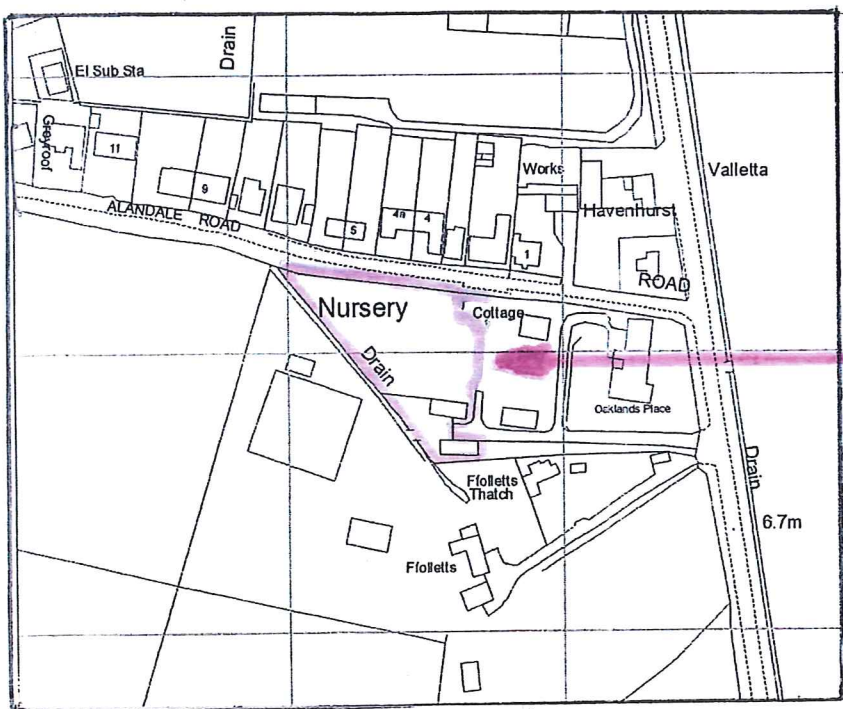 El Sub Sta
Drain
Greyroof
11
9
ALANDALE ROAD
5
4a
4
1
Works
Havenhurst
Valletta
ROAD
Nursery
Cottage
Drain
Oaklands Place
Drain
Ffolletts
Thatch
6.7m
Ffolletts